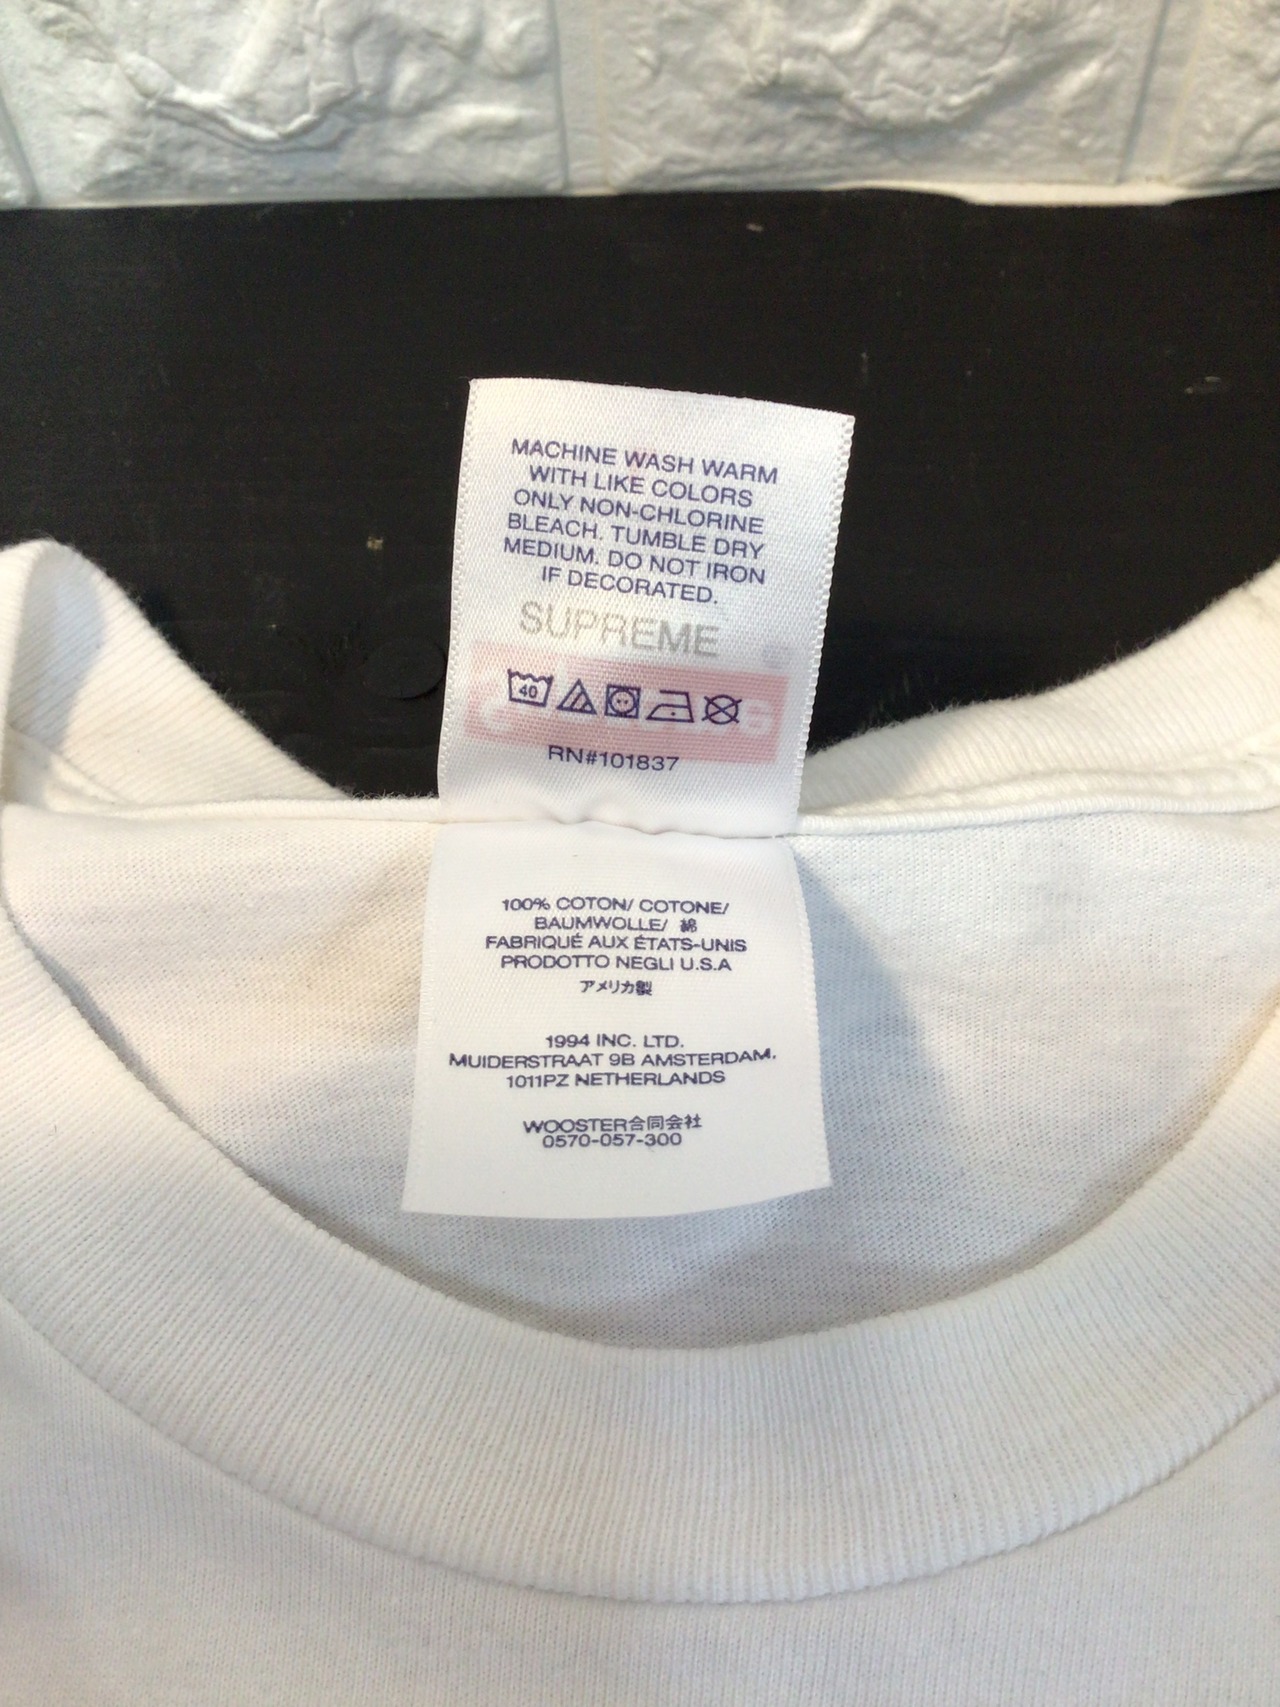 MACHINE WASH WARM
WITH LIKE COLORS
ONLY NON-CHLORINE
BLEACH. TUMBLE DRY
MEDIUM. DO NOT IRON
IF DECORATED.
SUPREME
40
RN#101837
100% COTON/ COTONE/
BAUMWOLLE/ 綿
FABRIQUÉ AUX ÉTATS-UNIS
PRODOTTO NEGLI U.S.A
アメリカ製
1994 INC. LTD.
MUIDERSTRAAT 9B AMSTERDAM.
1011PZ NETHERLANDS
WOOSTER合同会社
0570-057-300